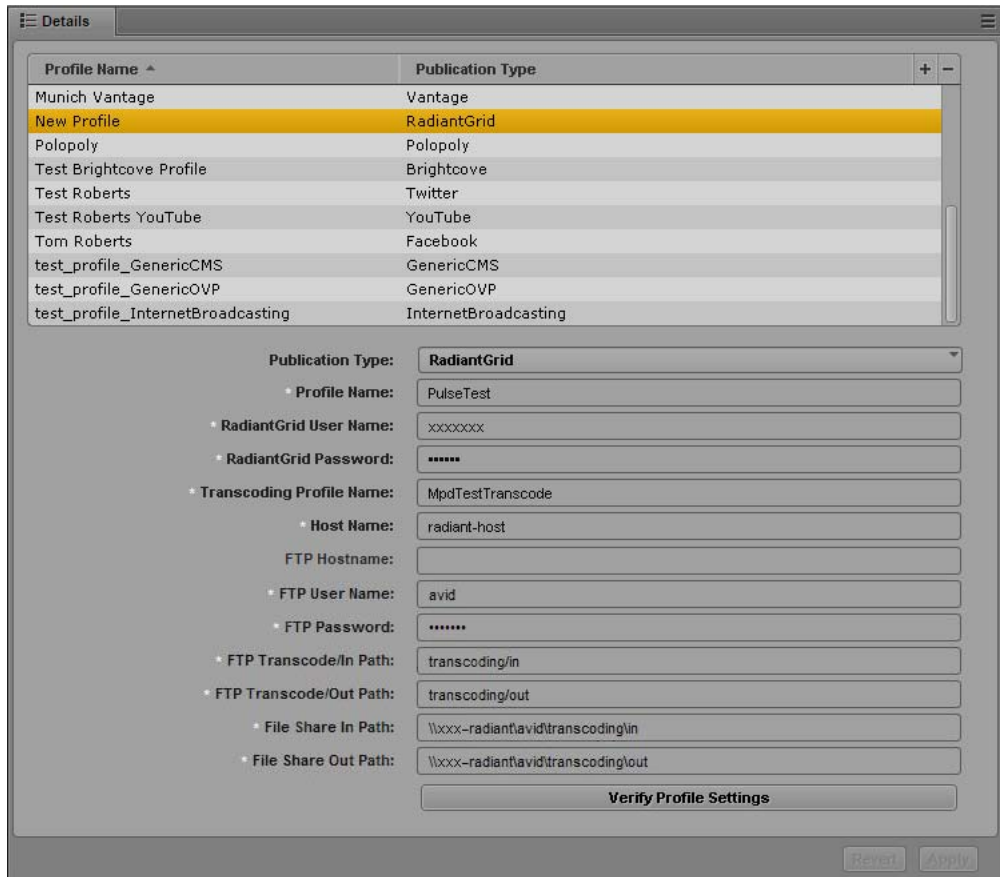 Details
Profile Name Publication Type + −
Munich Vantage Vantage
New Profile RadiantGrid
Polopoly Polopoly
Test Brightcove Profile Brightcove
Test Roberts Twitter
Test Roberts YouTube YouTube
Tom Roberts Facebook
test_profile_GenericCMS GenericCMS
test_profile_GenericOVP GenericOVP
test_profile_InternetBroadcasting InternetBroadcasting
Publication Type: RadiantGrid
* Profile Name: PulseTest
* RadiantGrid User Name: xxxxxxx
* RadiantGrid Password: ••••••
* Transcoding Profile Name: MpdTestTranscode
* Host Name: radiant-host
FTP Hostname:
* FTP User Name: avid
* FTP Password: •••••••
* FTP Transcode/In Path: transcoding/in
* FTP Transcode/Out Path: transcoding/out
* File Share In Path: \\xxx-radiant\avid\transcoding\in
* File Share Out Path: \\xxx-radiant\avid\transcoding\out
Verify Profile Settings
Revert Apply